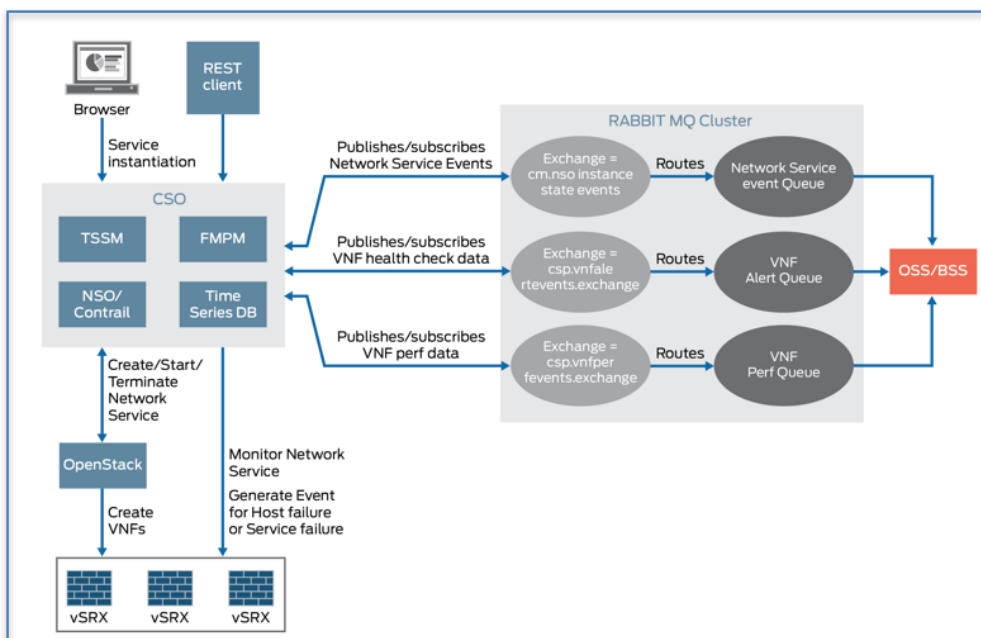 Browser
REST
client
Service
instantiation
CSO
TSSM
FMPM
NSO/
Contrail
Time
Series DB
Create/Start/
Terminate
Network
Service
OpenStack
Create
VNFs
Monitor Network
Service
Generate Event
for Host failure
or Service failure
vSRX
vSRX
vSRX
Publishes/subscribes
Network Service Events
Publishes/subscribes
VNF health check data
Publishes/subscribes
VNF perf data
RABBIT MQ Cluster
Exchange =
cm.nso instance
state events
Routes
Network Service
event Queue
Exchange =
csp.vnfale
rtevents.exchange
Routes
VNF
Alert Queue
Exchange =
csp.vnfper
fevents.exchange
Routes
VNF
Perf Queue
OSS/BSS